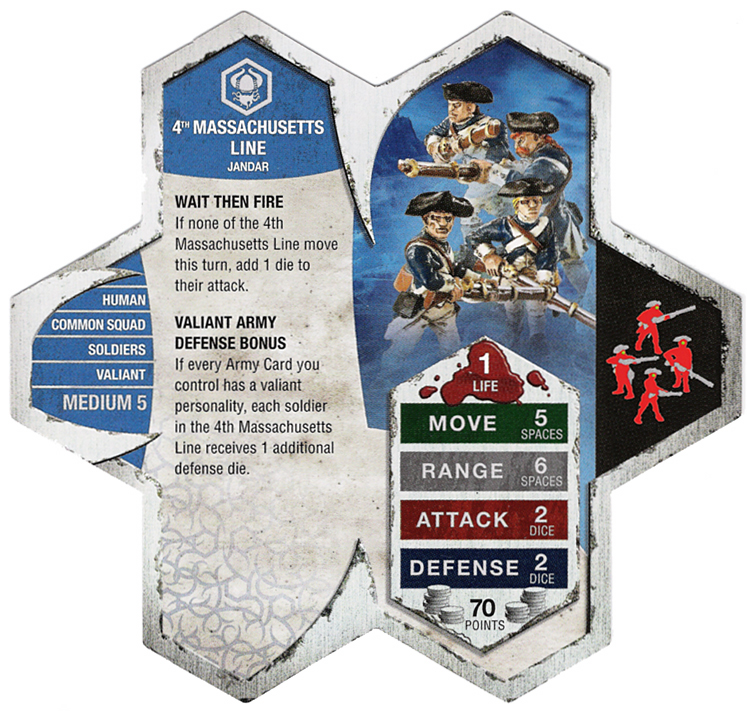 4TH MASSACHUSETTS
LINE
JANDAR
WAIT THEN FIRE
If none of the 4th
Massachusetts Line move
this turn, add 1 die to
their attack.
VALIANT ARMY
DEFENSE BONUS
If every Army Card you
control has a valiant
personality, each soldier
in the 4th Massachusetts
Line receives 1 additional
defense die.
HUMAN
COMMON SQUAD
SOLDIERS
VALIANT
MEDIUM 5
1
LIFE
MOVE 5
SPACES
RANGE 6
SPACES
ATTACK 2
DICE
DEFENSE 2
DICE
70
POINTS